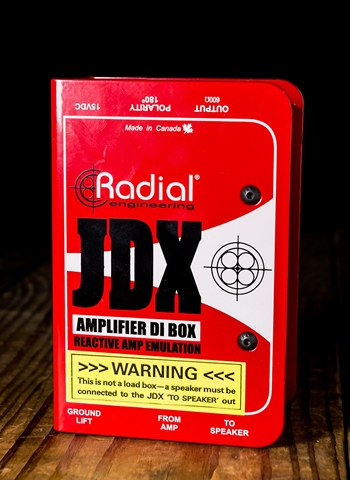 15VDC POLARITY 180° OUTPUT 600Ω
Made in Canada
Radial®
engineering
JDX
AMPLIFIER DI BOX
REACTIVE AMP EMULATION
>>> WARNING <<<
This is not a load box—a speaker must be
connected to the JDX 'TO SPEAKER' out
GROUND LIFT
FROM AMP
TO SPEAKER